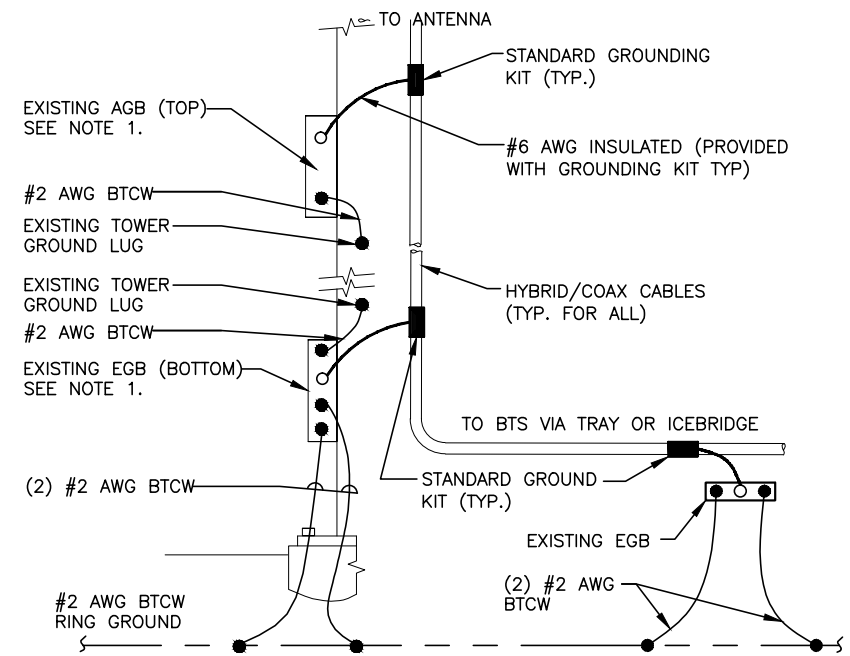 TO ANTENNA
STANDARD GROUNDING
KIT (TYP.)
EXISTING AGB (TOP)
SEE NOTE 1.
#6 AWG INSULATED (PROVIDED
WITH GROUNDING KIT TYP)
#2 AWG BTCW
EXISTING TOWER
GROUND LUG
EXISTING TOWER
GROUND LUG
HYBRID/COAX CABLES
(TYP. FOR ALL)
#2 AWG BTCW
EXISTING EGB (BOTTOM)
SEE NOTE 1.
TO BTS VIA TRAY OR ICEBRIDGE
(2) #2 AWG BTCW
STANDARD GROUND
KIT (TYP.)
EXISTING EGB
(2) #2 AWG
BTCW
#2 AWG BTCW
RING GROUND